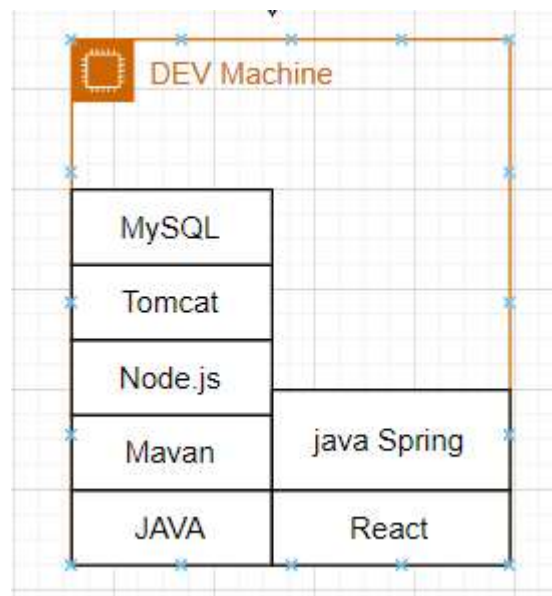 DEV Machine
MySQL
Tomcat
Node.js
Mavan
java Spring
JAVA
React